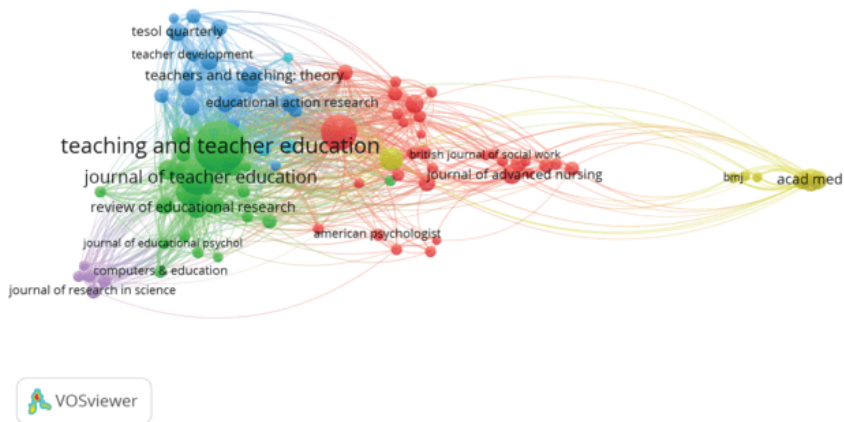 tesol quarterly
teacher development
teachers and teaching: theory
educational action research
teaching and teacher education
british journal of social work
journal of teacher education
journal of advanced nursing
bmj
acad med
review of educational research
american psychologist
journal of educational psychol
computers & education
journal of research in science
VOSviewer